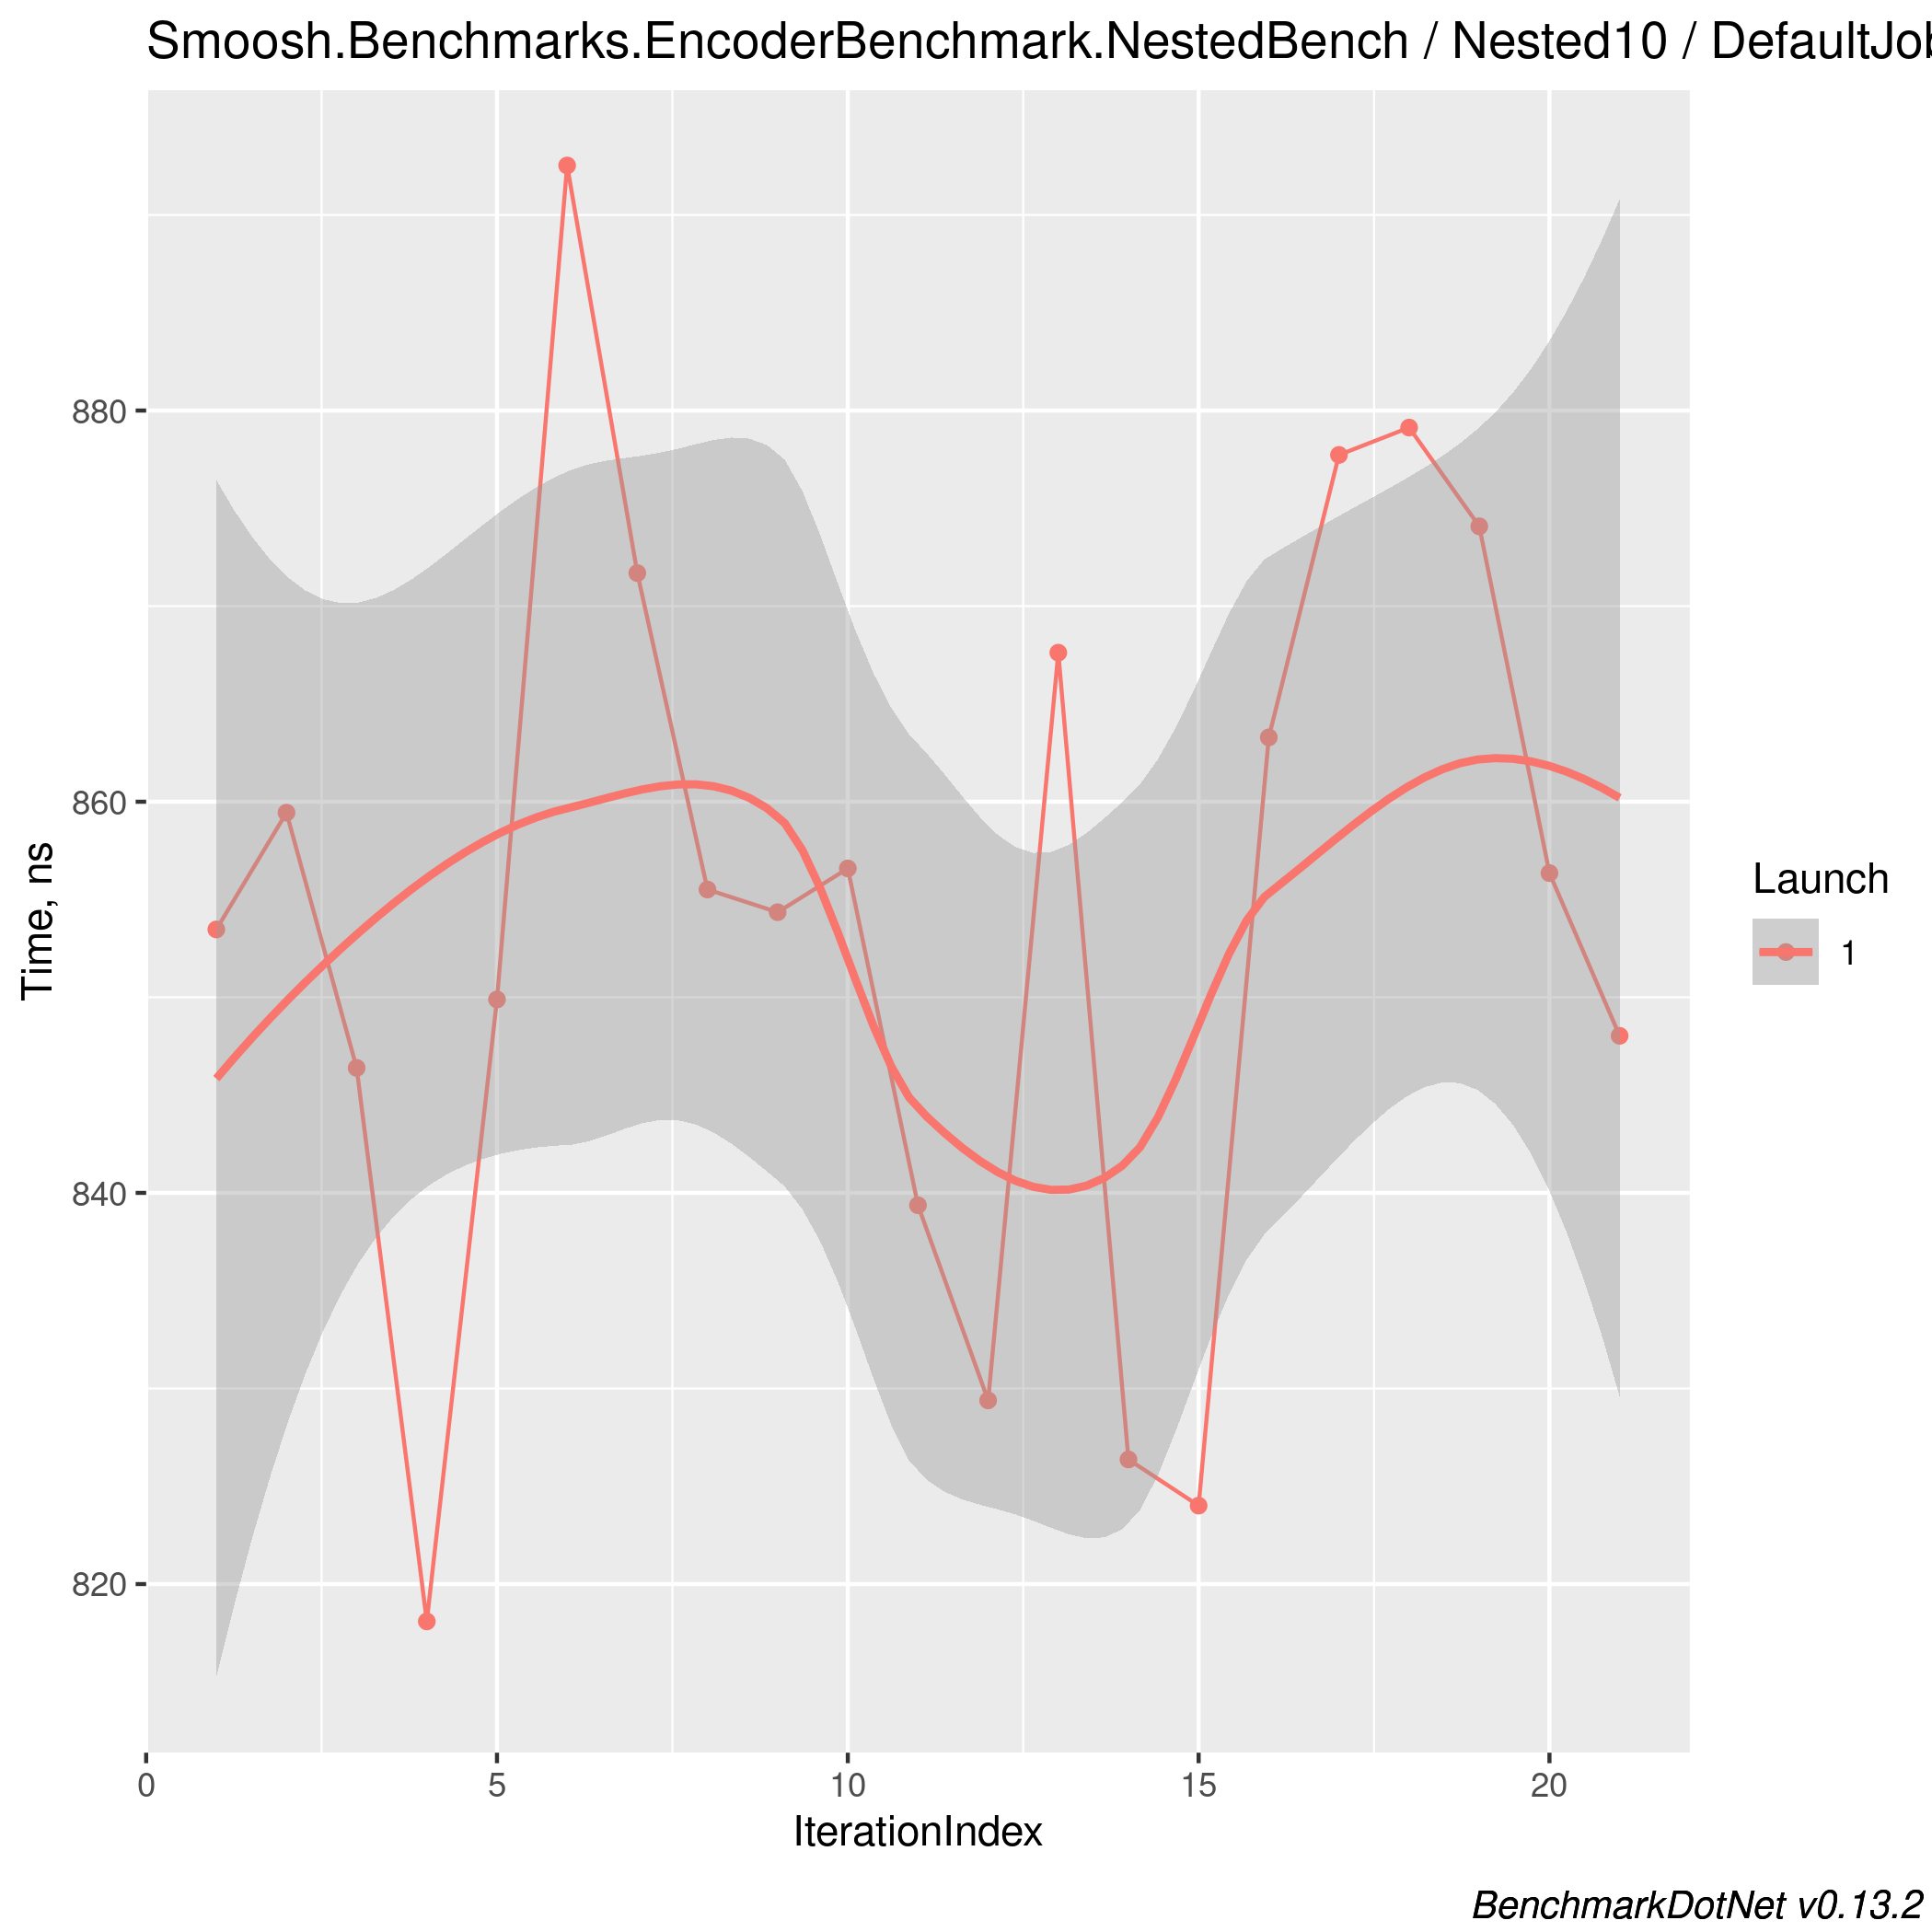 Smoosh.Benchmarks.EncoderBenchmark.NestedBench / Nested10 / DefaultJob
880
860
840
820
Time, ns
0 5 10 15 20
IterationIndex
Launch
1
BenchmarkDotNet v0.13.2